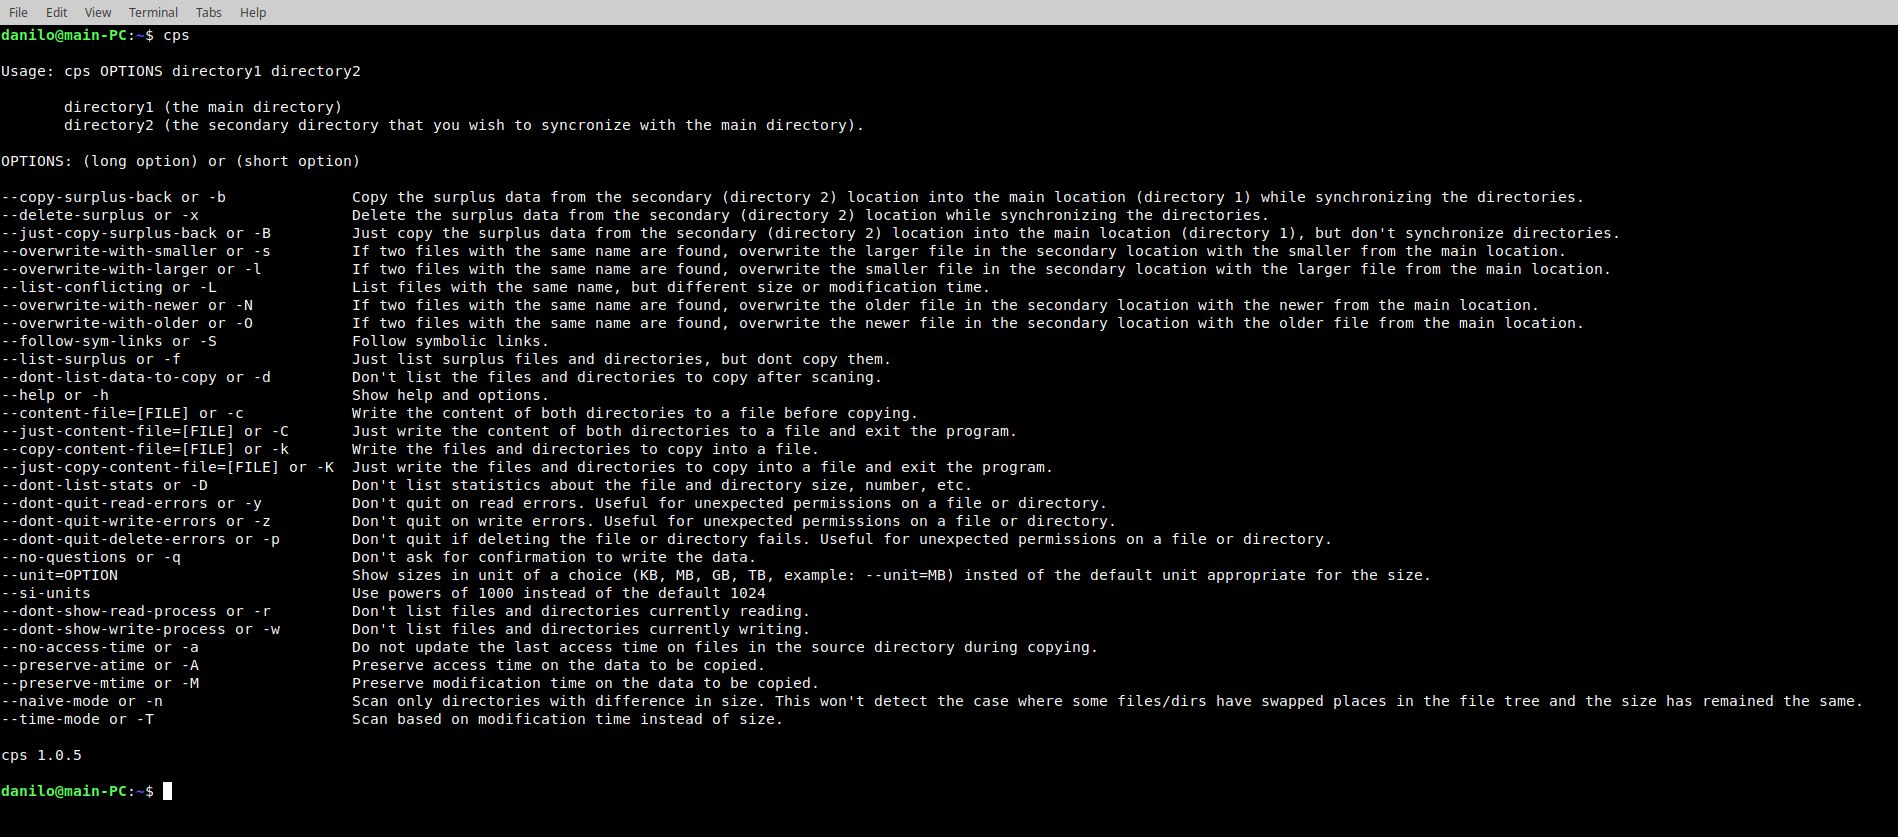 File Edit View Terminal Tabs Help
danilo@main-PC:~$ cps
Usage: cps OPTIONS directory1 directory2
directory1 (the main directory)
directory2 (the secondary directory that you wish to syncronize with the main directory).
OPTIONS: (long option) or (short option)
--copy-surplus-back or -b Copy the surplus data from the secondary (directory 2) location into the main location (directory 1) while synchronizing the directories.
--delete-surplus or -x Delete the surplus data from the secondary (directory 2) location while synchronizing the directories.
--just-copy-surplus-back or -B Just copy the surplus data from the secondary (directory 2) location into the main location (directory 1), but don't synchronize directories.
--overwrite-with-smaller or -s If two files with the same name are found, overwrite the larger file in the secondary location with the smaller from the main location.
--overwrite-with-larger or -l If two files with the same name are found, overwrite the smaller file in the secondary location with the larger file from the main location.
--list-conflicting or -L List files with the same name, but different size or modification time.
--overwrite-with-newer or -N If two files with the same name are found, overwrite the older file in the secondary location with the newer from the main location.
--overwrite-with-older or -O If two files with the same name are found, overwrite the newer file in the secondary location with the older file from the main location.
--follow-sym-links or -S Follow symbolic links.
--list-surplus or -f Just list surplus files and directories, but dont copy them.
--dont-list-data-to-copy or -d Don't list the files and directories to copy after scaning.
--help or -h Show help and options.
--content-file=[FILE] or -c Write the content of both directories to a file before copying.
--just-content-file=[FILE] or -C Just write the content of both directories to a file and exit the program.
--copy-content-file=[FILE] or -k Write the files and directories to copy into a file.
--just-copy-content-file=[FILE] or -K Just write the files and directories to copy into a file and exit the program.
--dont-list-stats or -D Don't list statistics about the file and directory size, number, etc.
--dont-quit-read-errors or -y Don't quit on read errors. Useful for unexpected permissions on a file or directory.
--dont-quit-write-errors or -z Don't quit on write errors. Useful for unexpected permissions on a file or directory.
--dont-quit-delete-errors or -p Don't quit if deleting the file or directory fails. Useful for unexpected permissions on a file or directory.
--no-questions or -q Don't ask for confirmation to write the data.
--unit=OPTION Show sizes in unit of a choice (KB, MB, GB, TB, example: --unit=MB) insted of the default unit appropriate for the size.
--si-units Use powers of 1000 instead of the default 1024
--dont-show-read-process or -r Don't list files and directories currently reading.
--dont-show-write-process or -w Don't list files and directories currently writing.
--no-access-time or -a Do not update the last access time on files in the source directory during copying.
--preserve-atime or -A Preserve access time on the data to be copied.
--preserve-mtime or -M Preserve modification time on the data to be copied.
--naive-mode or -n Scan only directories with difference in size. This won't detect the case where some files/dirs have swapped places in the file tree and the size has remained the same.
--time-mode or -T Scan based on modification time instead of size.
cps 1.0.5
danilo@main-PC:~$